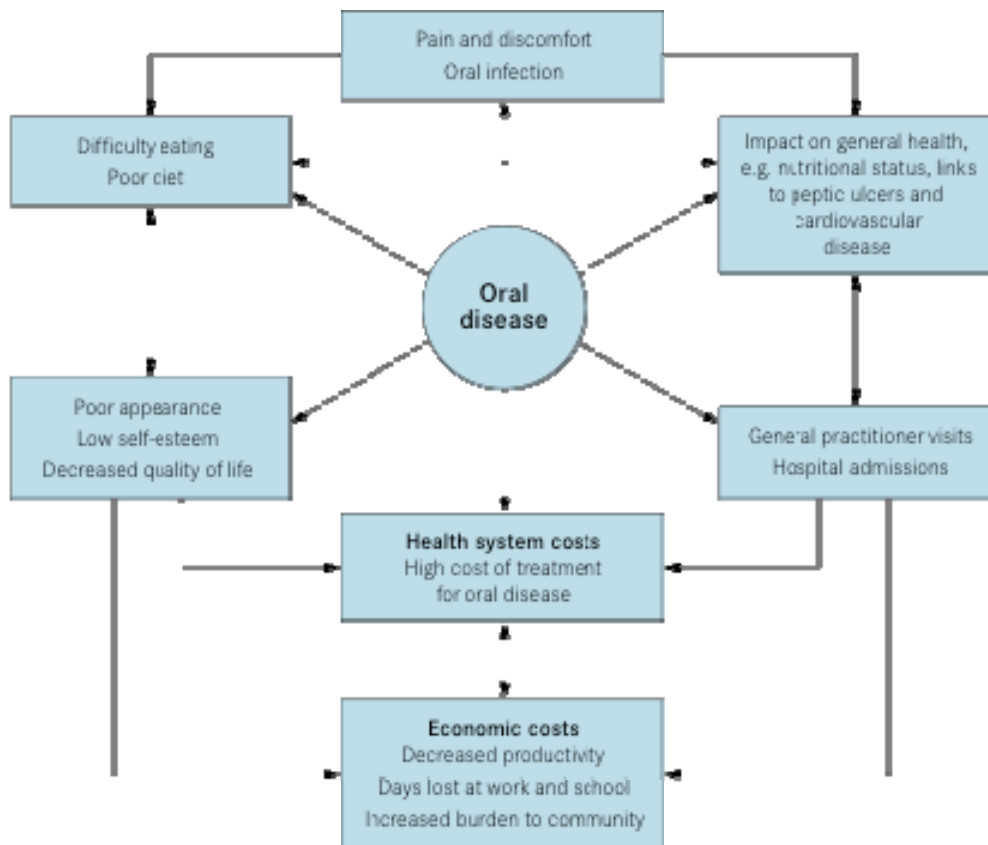 Pain and discomfort
Oral infection
Difficulty eating
Poor ciet
Impact on general health,
e.g. nutritional status, links
to peptic ulcers and
cardiovascular
disease
Oral
disease
Poor appearance
Low self-esteem
Decreased quality of life
General practitioner visits
Hospital admissions
Health system costs
High cost of treatment
for oral disease
Economic costs
Decreased productivity
Days lost at work and school
Increased burden to community